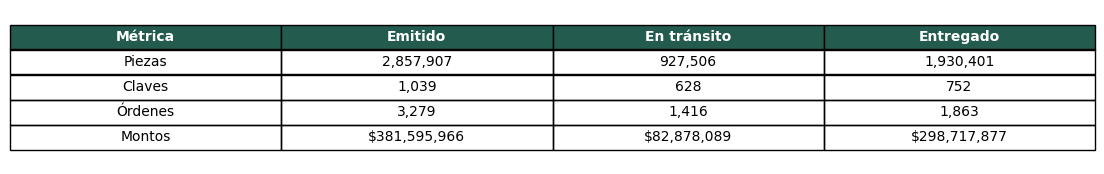 Métrica Emitido En tránsito Entregado
Piezas 2,857,907 927,506 1,930,401
Claves 1,039 628 752
Órdenes 3,279 1,416 1,863
Montos $381,595,966 $82,878,089 $298,717,877